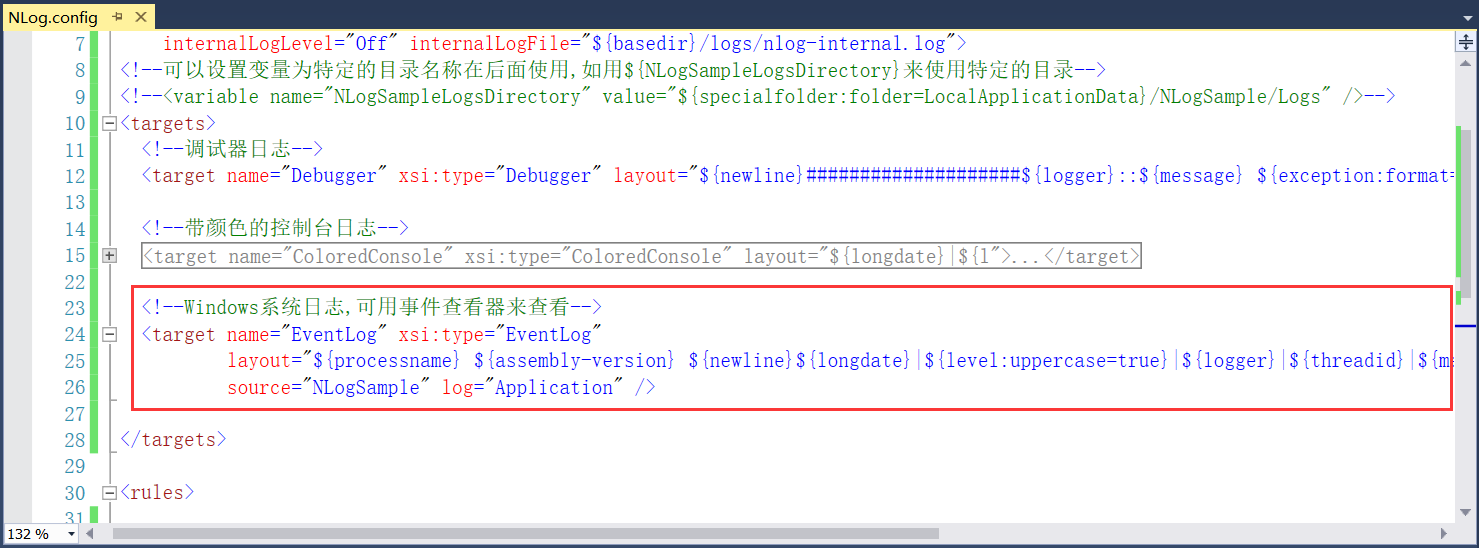 NLog.config
7 internalLogLevel="Off" internalLogFile="${basedir}/logs/nlog-internal.log">
8 <!--可以设置变量为特定的目录名称在后面使用,如用${NLogSampleLogsDirectory}来使用特定的目录-->
9 <!--<variable name="NLogSampleLogsDirectory" value="${specialfolder:folder=LocalApplicationData}/NLogSample/Logs" />-->
10 <targets>
11 <!--调试器日志-->
12 <target name="Debugger" xsi:type="Debugger" layout="${newline}####################${logger}::${message} ${exception:format=
13
14 <!--带颜色的控制台日志-->
15 <target name="ColoredConsole" xsi:type="ColoredConsole" layout="${longdate}|${l">...</target>
22
23 <!--Windows系统日志,可用事件查看器来查看-->
24 <target name="EventLog" xsi:type="EventLog"
25 layout="${processname} ${assembly-version} ${newline}${longdate}|${level:uppercase=true}|${logger}|${threadid}|${me
26 source="NLogSample" log="Application" />
27
28 </targets>
29
30 <rules>
31
132 %